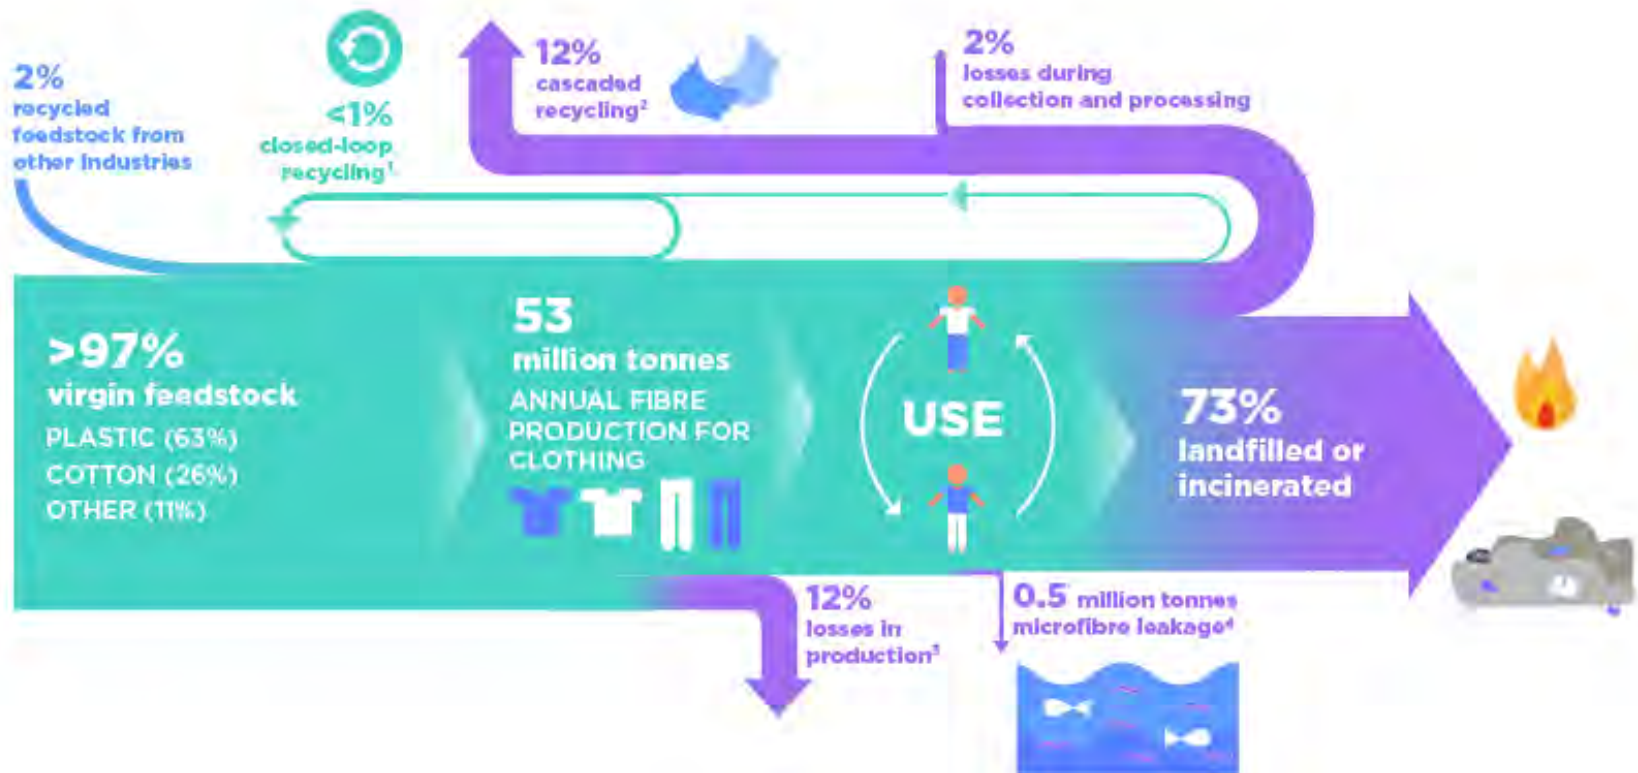 2%
recycled
feedstock from
other industries
<1%
closed-loop
recycling¹
12%
cascaded
recycling²
2%
losses during
collection and processing
>97%
virgin feedstock
PLASTIC (63%)
COTTON (26%)
OTHER (11%)
53
million tonnes
ANNUAL FIBRE
PRODUCTION FOR
CLOTHING
USE
73%
landfilled or
incinerated
12%
losses in
production³
0.5 million tonnes
microfibre leakage⁴